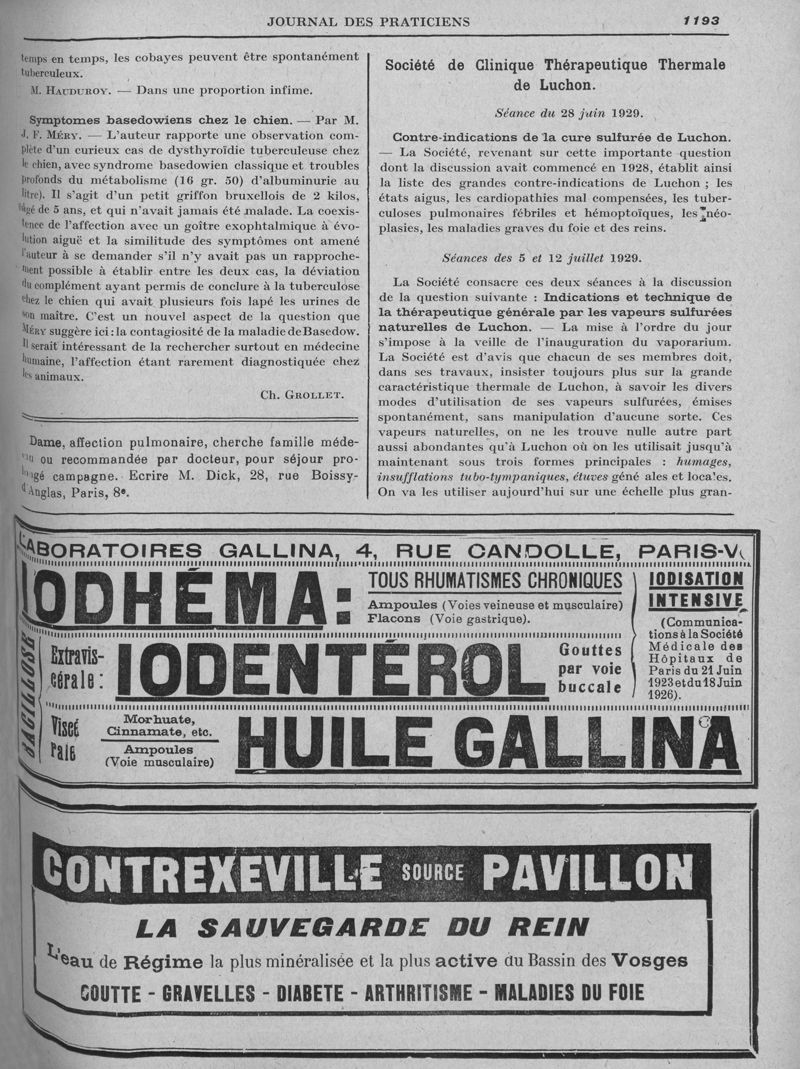 JOURNAL DES PRATICIENS
1193
temps en temps, les cobayes peuvent être spontanément
tuberculeux.
M. HAUDUROY. — Dans une proportion infime.
Symptomes basedowiens chez le chien. — Par M.
J. F. MÉRY. — L'auteur rapporte une observation com-
plète d'un curieux cas de dysthyroïdie tuberculeuse chez
le chien, avec syndrome basedowien classique et troubles
profonds du métabolisme (16 gr. 50) d'albuminurie au
litre). Il s'agit d'un petit griffon bruxellois de 2 kilos,
âgé de 5 ans, et qui n'avait jamais été malade. La coexis-
tence de l'affection avec un goître exophtalmique à évo-
lution aiguë et la similitude des symptômes ont amené
l'auteur à se demander s'il n'y avait pas un rapproche-
ment possible à établir entre les deux cas, la déviation
du complément ayant permis de conclure à la tuberculose
chez le chien qui avait plusieurs fois lapé les urines de
son maître. C'est un nouvel aspect de la question que
MÉRY suggère ici : la contagiosité de la maladie de Basedow.
Il serait intéressant de la rechercher surtout en médecine
humaine, l'affection étant rarement diagnostiquée chez
les animaux.
Ch. GROLLET.
Dame, affection pulmonaire, cherche famille méde-
cin ou recommandée par docteur, pour séjour pro-
longé campagne. Ecrire M. Dick, 28, rue Boissy-
d'Anglas, Paris, 8e.
Société de Clinique Thérapeutique Thermale
de Luchon.
Séance du 28 juin 1929.
Contre-indications de la cure sulfurée de Luchon.
— La Société, revenant sur cette importante question
dont la discussion avait commencé en 1928, établit ainsi
la liste des grandes contre-indications de Luchon ; les
états aigus, les cardiopathies mal compensées, les tuber-
culoses pulmonaires fébriles et hémoptoïques, les néo-
plasies, les maladies graves du foie et des reins.
Séances des 5 et 12 juillet 1929.
La Société consacre ces deux séances à la discussion
de la question suivante : Indications et technique de
la thérapeutique générale par les vapeurs sulfurées
naturelles de Luchon. — La mise à l'ordre du jour
s'impose à la veille de l'inauguration du vaporarium.
La Société est d'avis que chacun de ses membres doit,
dans ses travaux, insister toujours plus sur la grande
caractéristique thermale de Luchon, à savoir les divers
modes d'utilisation de ses vapeurs sulfurées, émises
spontanément, sans manipulation d'aucune sorte. Ces
vapeurs naturelles, on ne les trouve nulle autre part
aussi abondantes qu'à Luchon où on les utilisait jusqu'à
maintenant sous trois formes principales : humages,
insufflations tubo-tympaniques, étuves géné ales et locales.
On va les utiliser aujourd'hui sur une échelle plus gran-
LABORATOIRES GALLINA, 4, RUE CANDOLLE, PARIS-V
IODHÉMA:
TOUS RHUMATISMES CHRONIQUES
Ampoules (Voies veineuse et musculaire)
Flacons (Voie gastrique).
IODISATION
INTENSIVE
(Communica-
tions à la Société
Médicale des
Hôpitaux de
Paris du 21 Juin
1923 et du 18 Juin
1926).
BACILLOSE
Extravis-
cérale:
IODENTÉROL
Gouttes
par voie
buccale
Viscé
rale
Morhuate,
Cinnamate, etc.
Ampoules
(Voie musculaire)
HUILE GALLINA
CONTREXEVILLE SOURCE PAVILLON
LA SAUVEGARDE DU REIN
L'eau de Régime la plus minéralisée et la plus active du Bassin des Vosges
GOUTTE - GRAVELLES - DIABETE - ARTHRITISME - MALADIES DU FOIE